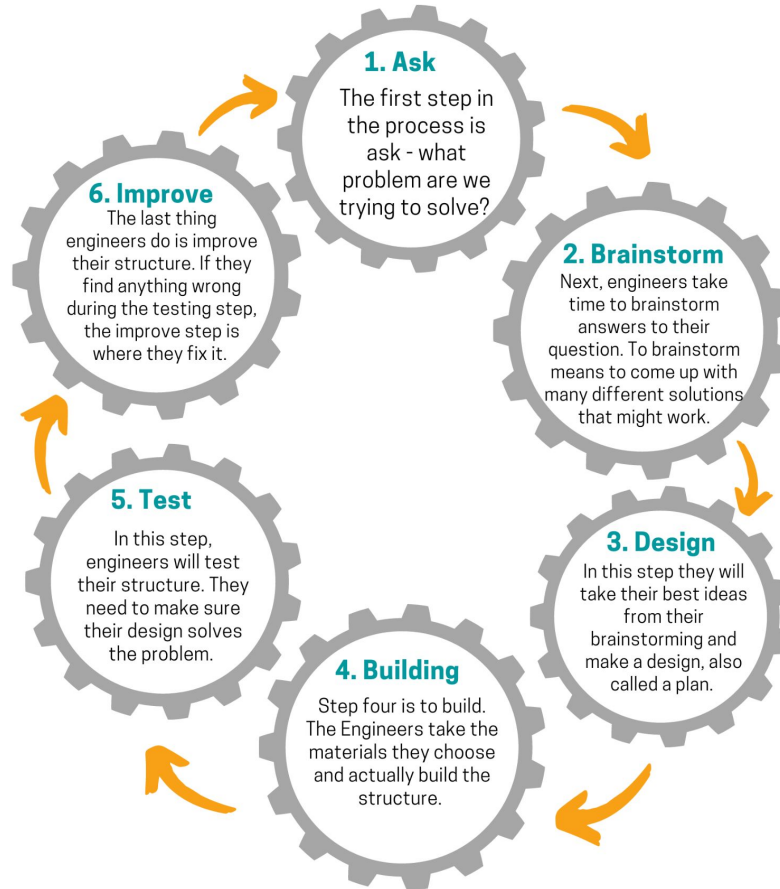 1. Ask
The first step in
the process is
ask - what
problem are we
trying to solve?
2. Brainstorm
Next, engineers take
time to brainstorm
answers to their
question. To brainstorm
means to come up with
many different solutions
that might work.
3. Design
In this step they will
take their best ideas
from their
brainstorming and
make a design, also
called a plan.
4. Building
Step four is to build.
The Engineers take the
materials they choose
and actually build the
structure.
5. Test
In this step,
engineers will test
their structure. They
need to make sure
their design solves
the problem.
6. Improve
The last thing
engineers do is improve
their structure. If they
find anything wrong
during the testing step,
the improve step is
where they fix it.